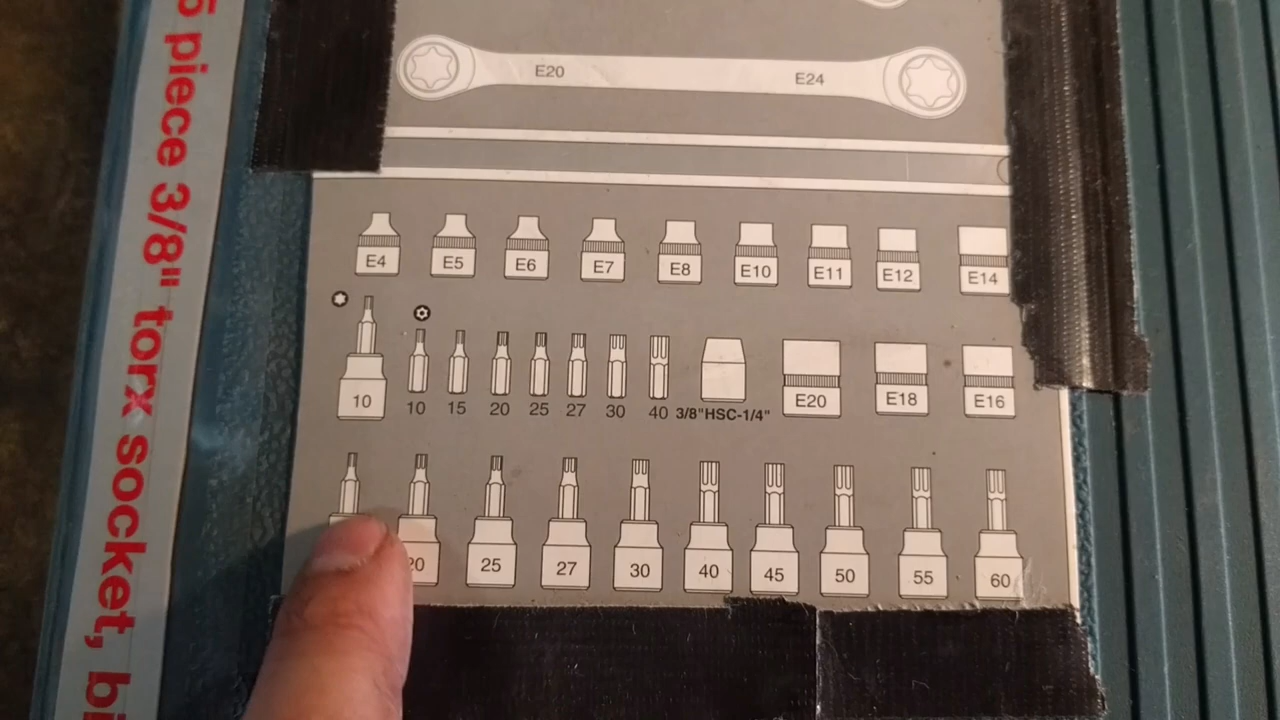 5 piece 3/8" torx socket, bi
E20 E24
E4 E5 E6 E7 E8 E10 E11 E12 E14
10 10 15 20 25 27 30 40 3/8"HSC-1/4" E20 E18 E16
20 25 27 30 40 45 50 55 60